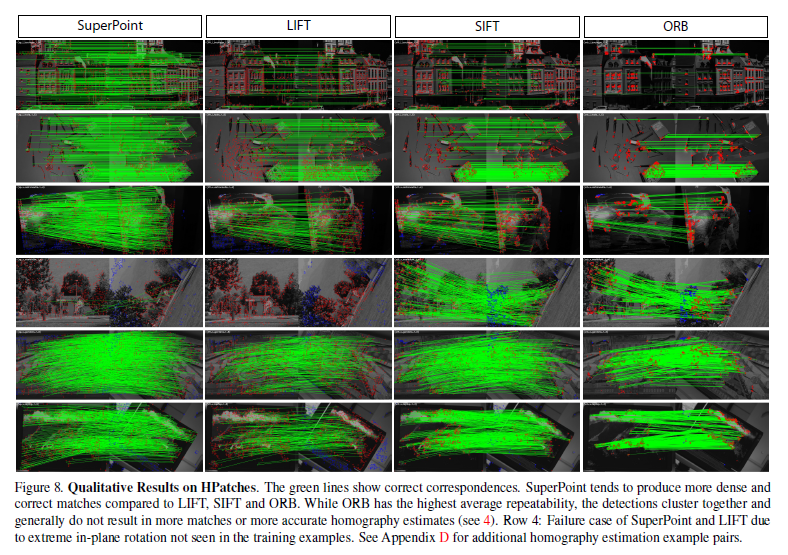 SuperPoint LIFT SIFT ORB
Figure 8. Qualitative Results on HPatches. The green lines show correct correspondences. SuperPoint tends to produce more dense and
correct matches compared to LIFT, SIFT and ORB. While ORB has the highest average repeatability, the detections cluster together and
generally do not result in more matches or more accurate homography estimates (see 4). Row 4: Failure case of SuperPoint and LIFT due
to extreme in-plane rotation not seen in the training examples. See Appendix D for additional homography estimation example pairs.